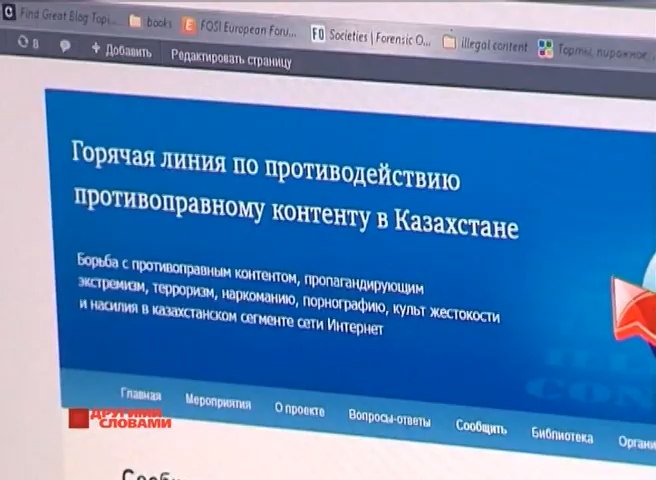 Find Great Blog Topi... books FOSI European Foru... Societies | Forensic O... illegal content Торты, пирожное, ...
8 + Добавить Редактировать страницу
Горячая линия по противодействию
противоправному контенту в Казахстане
Борьба с противоправным контентом, пропагандирующим
экстремизм, терроризм, наркоманию, порнографию, культ жестокости
и насилия в казахстанском сегменте сети Интернет
Главная Мероприятия О проекте Вопросы-ответы Сообщить Библиотека Органи
ДРУГИМИ
СЛОВАМИ